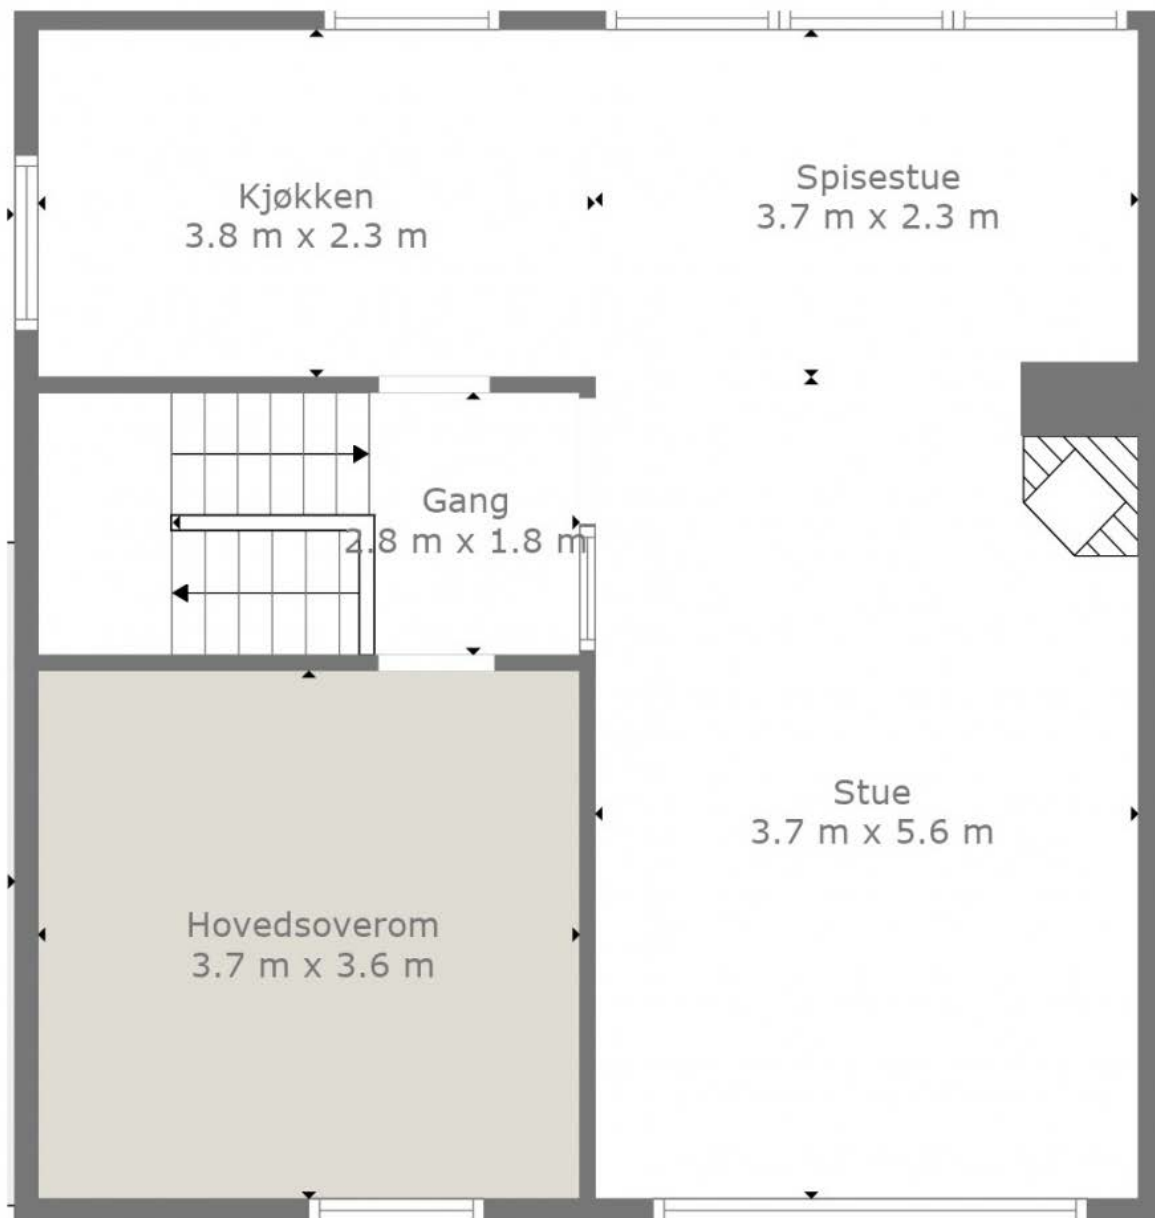 Kjøkken
3.8 m x 2.3 m
Spisestue
3.7 m x 2.3 m
Gang
2.8 m x 1.8 m
Stue
3.7 m x 5.6 m
Hovedsoverom
3.7 m x 3.6 m